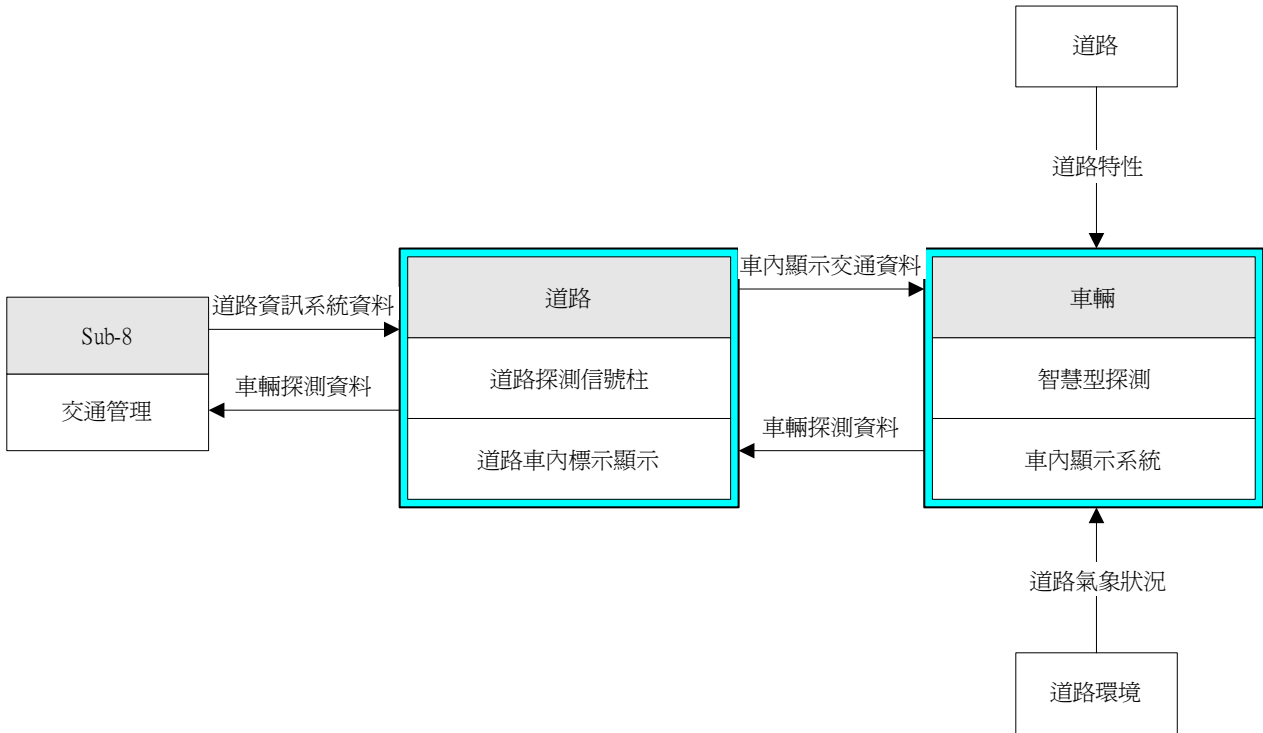 道路
道路特性
車內顯示交通資料
道路資訊系統資料
道路
車輛
Sub-8
道路探測信號柱
智慧型探測
車輛探測資料
交通管理
車輛探測資料
道路車內標示顯示
車內顯示系統
道路氣象狀況
道路環境